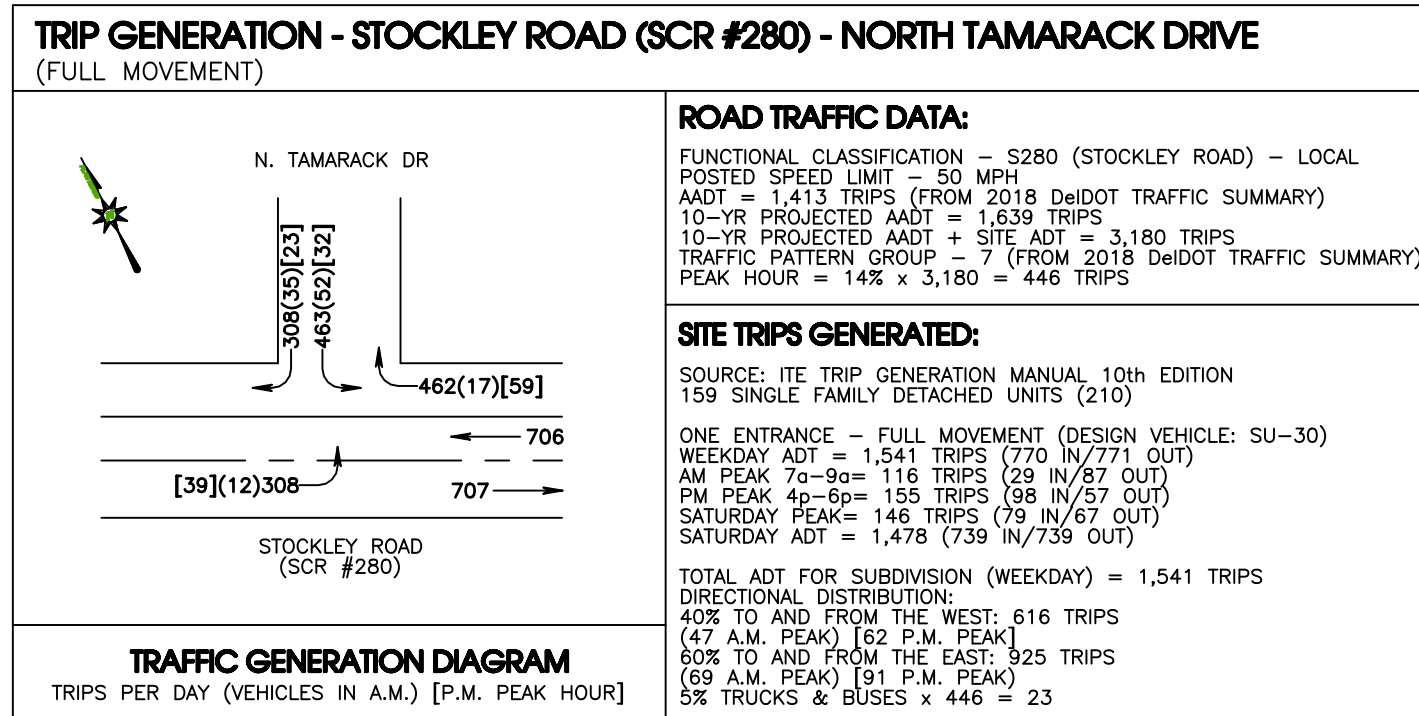 TRIP GENERATION - STOCKLEY ROAD (SCR #280) - NORTH TAMARACK DRIVE
(FULL MOVEMENT)
N. TAMARACK DR
308(35)[23]
463(52)[32]
462(17)[59]
706
[39](12)308
707
STOCKLEY ROAD
(SCR #280)
TRAFFIC GENERATION DIAGRAM
TRIPS PER DAY (VEHICLES IN A.M.) [P.M. PEAK HOUR]
ROAD TRAFFIC DATA:
FUNCTIONAL CLASSIFICATION – S280 (STOCKLEY ROAD) – LOCAL
POSTED SPEED LIMIT – 50 MPH
AADT = 1,413 TRIPS (FROM 2018 DelDOT TRAFFIC SUMMARY)
10–YR PROJECTED AADT = 1,639 TRIPS
10–YR PROJECTED AADT + SITE ADT = 3,180 TRIPS
TRAFFIC PATTERN GROUP – 7 (FROM 2018 DelDOT TRAFFIC SUMMARY)
PEAK HOUR = 14% x 3,180 = 446 TRIPS
SITE TRIPS GENERATED:
SOURCE: ITE TRIP GENERATION MANUAL 10th EDITION
159 SINGLE FAMILY DETACHED UNITS (210)
ONE ENTRANCE – FULL MOVEMENT (DESIGN VEHICLE: SU–30)
WEEKDAY ADT = 1,541 TRIPS (770 IN/771 OUT)
AM PEAK 7a–9a= 116 TRIPS (29 IN/87 OUT)
PM PEAK 4p–6p= 155 TRIPS (98 IN/57 OUT)
SATURDAY PEAK= 146 TRIPS (79 IN/67 OUT)
SATURDAY ADT = 1,478 (739 IN/739 OUT)
TOTAL ADT FOR SUBDIVISION (WEEKDAY) = 1,541 TRIPS
DIRECTIONAL DISTRIBUTION:
40% TO AND FROM THE WEST: 616 TRIPS
(47 A.M. PEAK) [62 P.M. PEAK]
60% TO AND FROM THE EAST: 925 TRIPS
(69 A.M. PEAK) [91 P.M. PEAK)
5% TRUCKS & BUSES x 446 = 23